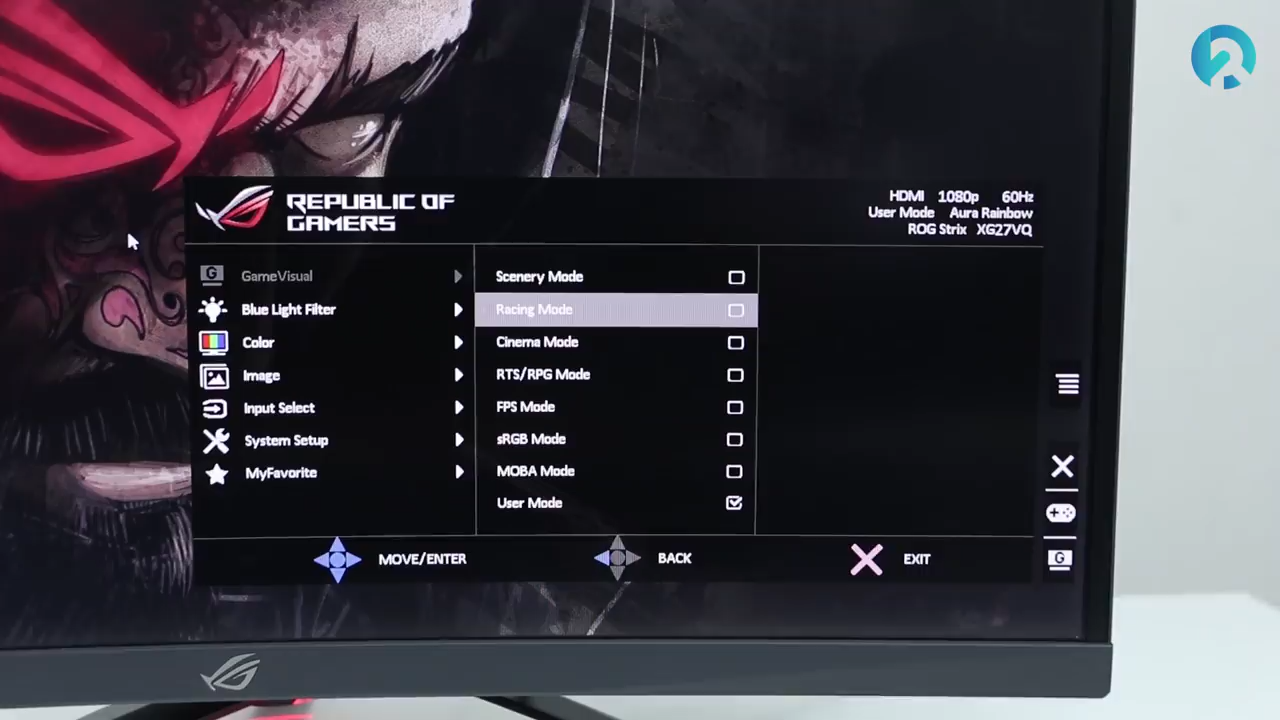 REPUBLIC OF
GAMERS
HDMI 1080p 60Hz
User Mode Aura Rainbow
ROG Strix XG27VQ
G GameVisual
Blue Light Filter
Color
Image
Input Select
System Setup
MyFavorite
Scenery Mode
Racing Mode
Cinema Mode
RTS/RPG Mode
FPS Mode
sRGB Mode
MOBA Mode
User Mode
MOVE/ENTER
BACK
EXIT
G